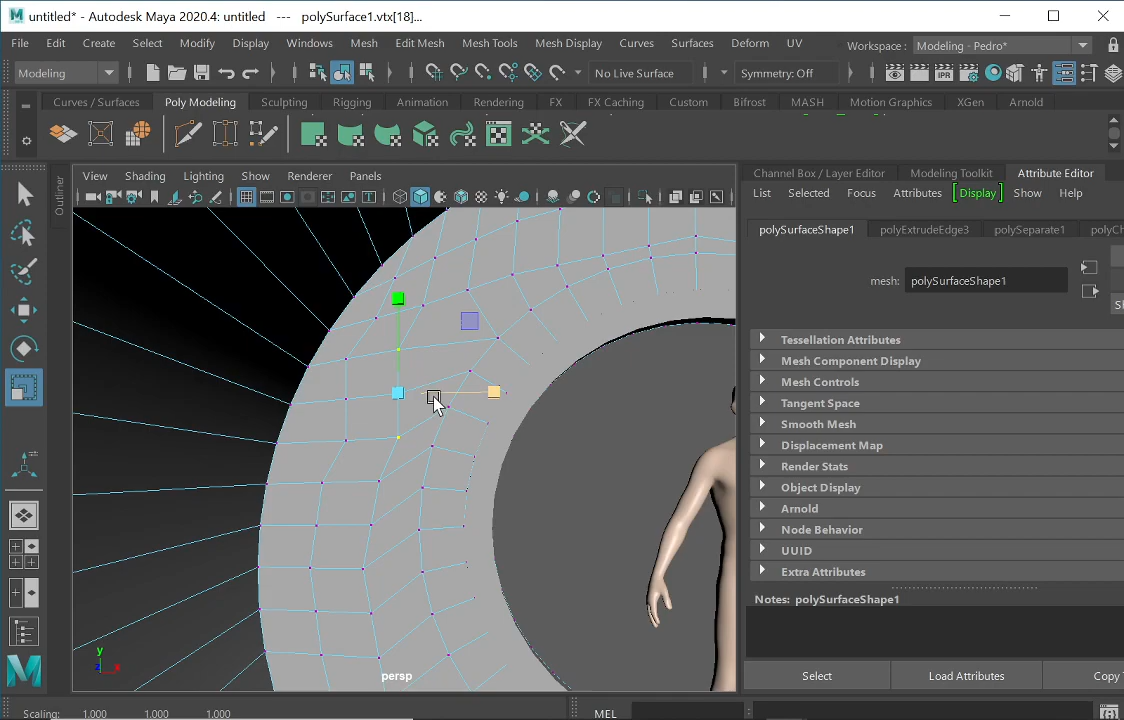 untitled* - Autodesk Maya 2020.4: untitled --- polySurface1.vtx[18]...
File Edit Create Select Modify Display Windows Mesh Edit Mesh Mesh Tools Mesh Display Curves Surfaces Deform UV Workspace : Modeling - Pedro*
Modeling No Live Surface Symmetry: Off
IPR
Curves / Surfaces Poly Modeling Sculpting Rigging Animation Rendering FX FX Caching Custom Bifrost MASH Motion Graphics XGen Arnold
View Shading Lighting Show Renderer Panels
Outliner
Channel Box / Layer Editor Modeling Toolkit Attribute Editor
List Selected Focus Attributes Display Show Help
polySurfaceShape1 polyExtrudeEdge3 polySeparate1 polyCh
mesh: polySurfaceShape1
Tessellation Attributes
Mesh Component Display
Mesh Controls
Tangent Space
Smooth Mesh
Displacement Map
Render Stats
Object Display
Arnold
Node Behavior
UUID
Extra Attributes
Notes: polySurfaceShape1
y
z x
persp
Select Load Attributes Copy
Scaling: 1.000 1.000 1.000 MEL